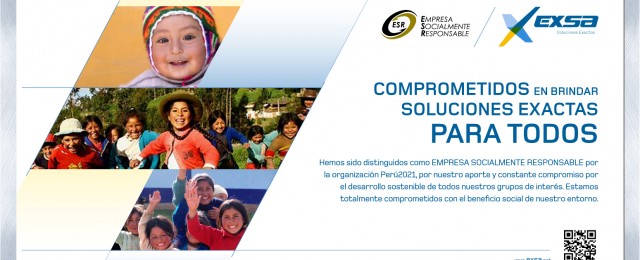 ESR EMPRESA
SOCIALMENTE
RESPONSABLE
EXSA
Soluciones Exactas
COMPROMETIDOS EN BRINDAR
SOLUCIONES EXACTAS
PARA TODOS
Hemos sido distinguidos como EMPRESA SOCIALMENTE RESPONSABLE por
la organización Perú2021, por nuestro aporte y constante compromiso por
el desarrollo sostenible de todos nuestros grupos de interés. Estamos
totalmente comprometidos con el beneficio social de nuestro entorno.